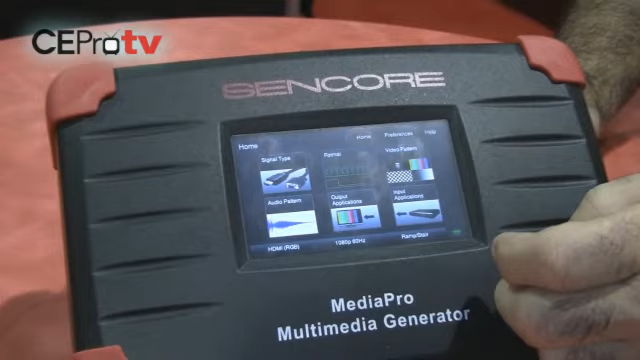 CEProtv
SENCORE
Home
Home Preferences Help
Signal Type
Format
Video Pattern
Audio Pattern
Output Applications
Input Applications
HDMI (RGB)
1080p 60Hz
Ramp/Stair
MediaPro
Multimedia Generator